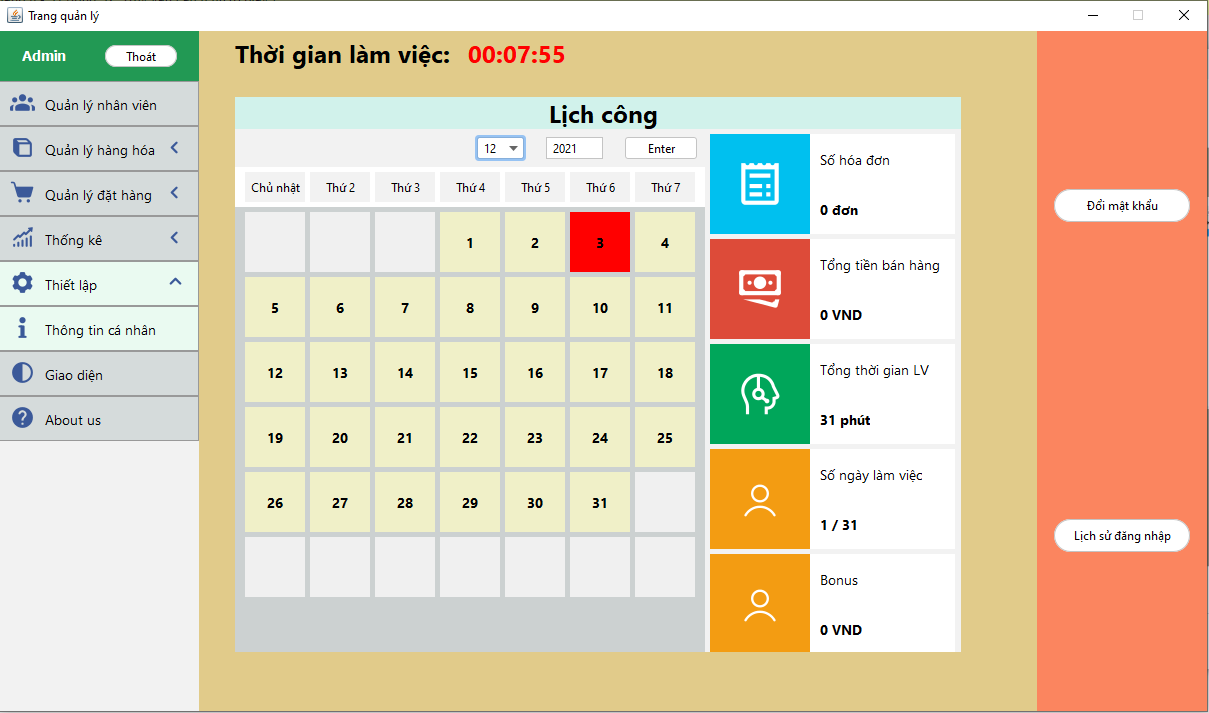 Trang quản lý
Admin
Thoát
Quản lý nhân viên
Quản lý hàng hóa
Quản lý đặt hàng
Thống kê
Thiết lập
Thông tin cá nhân
Giao diện
About us
Thời gian làm việc: 00:07:55
Lịch công
12 2021 Enter
Chủ nhật Thứ 2 Thứ 3 Thứ 4 Thứ 5 Thứ 6 Thứ 7
1 2 3 4
5 6 7 8 9 10 11
12 13 14 15 16 17 18
19 20 21 22 23 24 25
26 27 28 29 30 31
Số hóa đơn
0 đơn
Tổng tiền bán hàng
0 VND
Tổng thời gian LV
31 phút
Số ngày làm việc
1 / 31
Bonus
0 VND
Đổi mật khẩu
Lịch sử đăng nhập